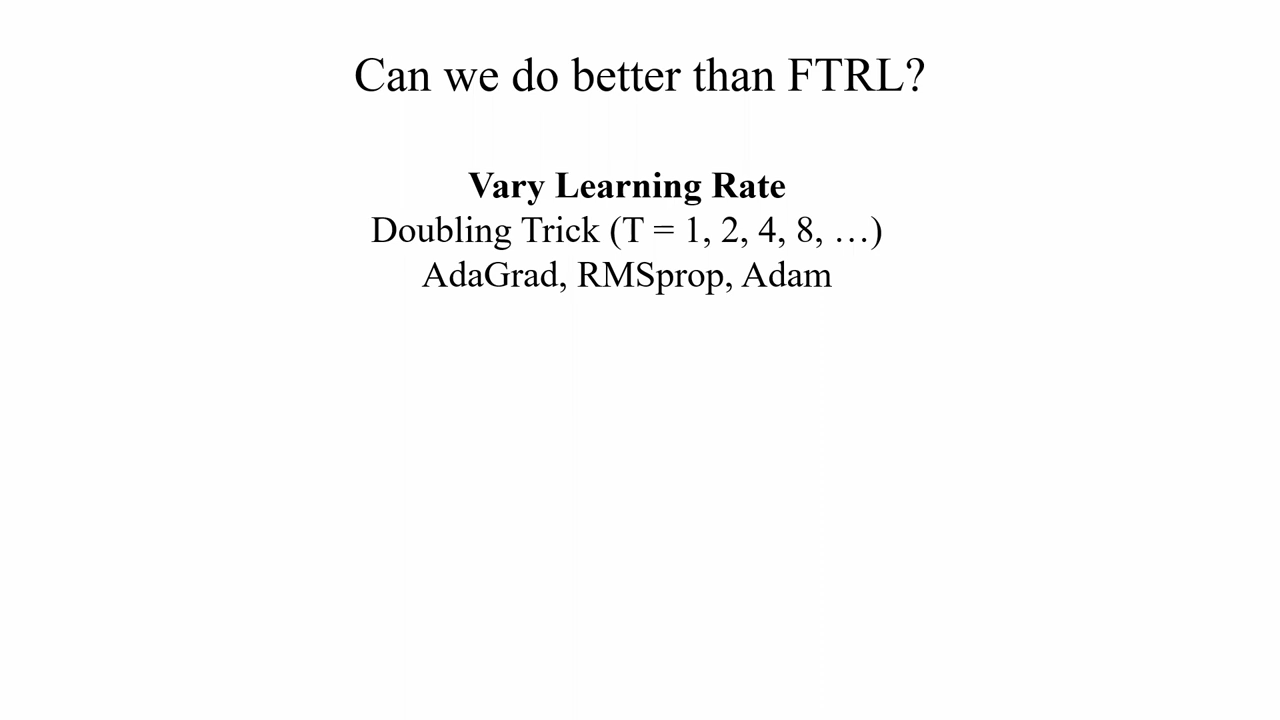 Can we do better than FTRL?
Vary Learning Rate
Doubling Trick (T = 1, 2, 4, 8, …)
AdaGrad, RMSprop, Adam